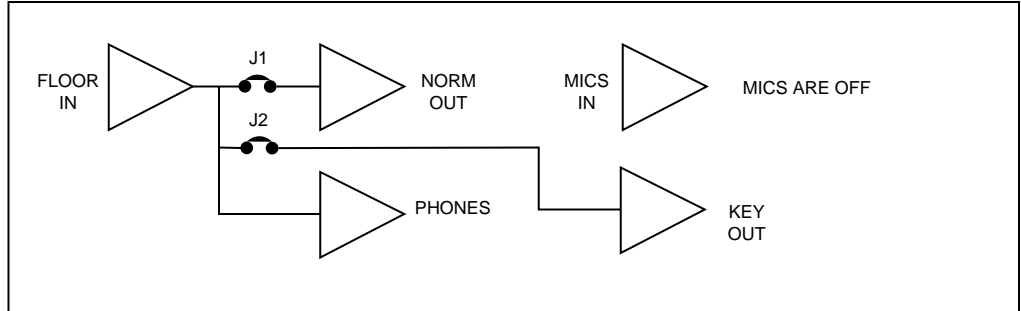 J1
FLOOR
IN
NORM
OUT
MICS
IN
MICS ARE OFF
J2
PHONES
KEY
OUT